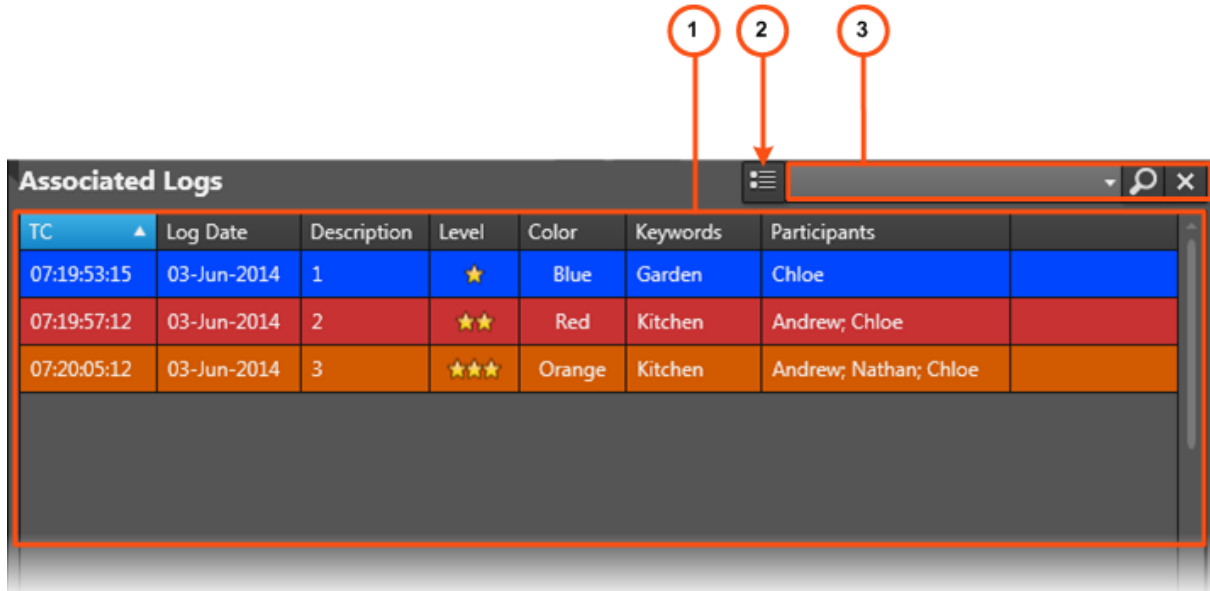 1 2 3
Associated Logs
TC Log Date Description Level Color Keywords Participants
07:19:53:15 03-Jun-2014 1 Blue Garden Chloe
07:19:57:12 03-Jun-2014 2 Red Kitchen Andrew; Chloe
07:20:05:12 03-Jun-2014 3 Orange Kitchen Andrew; Nathan; Chloe